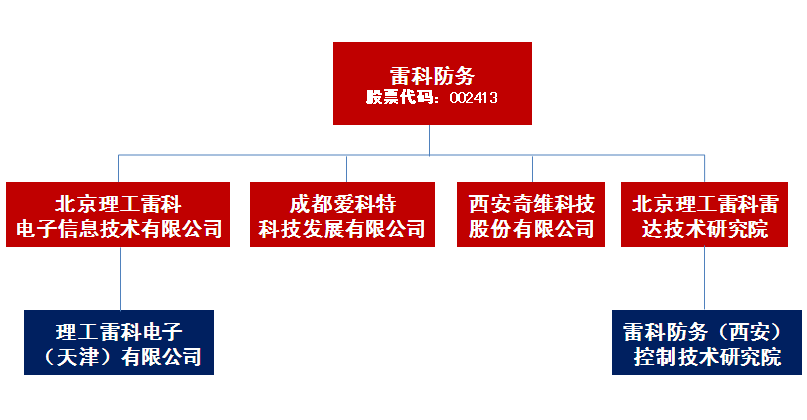 雷科防务
股票代码：002413
北京理工雷科
电子信息技术有限公司
成都爱科特
科技发展有限公司
西安奇维科技
股份有限公司
北京理工雷科雷
达技术研究院
理工雷科电子
（天津）有限公司
雷科防务（西安）
控制技术研究院